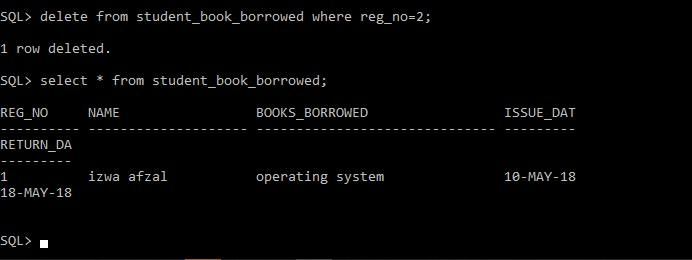 SQL> delete from student_book_borrowed where reg_no=2;
1 row deleted.
SQL> select * from student_book_borrowed;
REG_NO     NAME                 BOOKS_BORROWED                 ISSUE_DAT
---------- -------------------- ------------------------------ ---------
RETURN_DA
---------
1          izwa afzal           operating system               10-MAY-18
18-MAY-18
SQL>